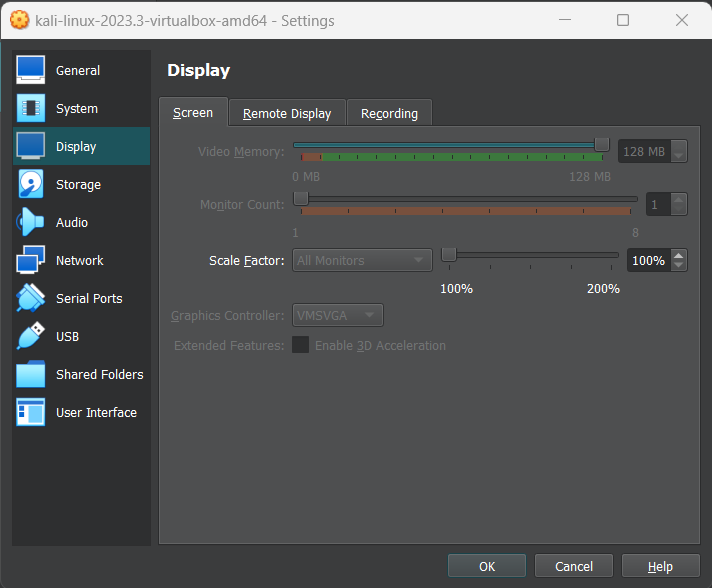 kali-linux-2023.3-virtualbox-amd64 - Settings
General
System
Display
Storage
Audio
Network
Serial Ports
USB
Shared Folders
User Interface
Display
Screen
Remote Display
Recording
Video Memory:
128 MB
0 MB
128 MB
Monitor Count:
1
1
8
Scale Factor:
All Monitors
100%
100%
200%
Graphics Controller:
VMSVGA
Extended Features:
Enable 3D Acceleration
OK
Cancel
Help